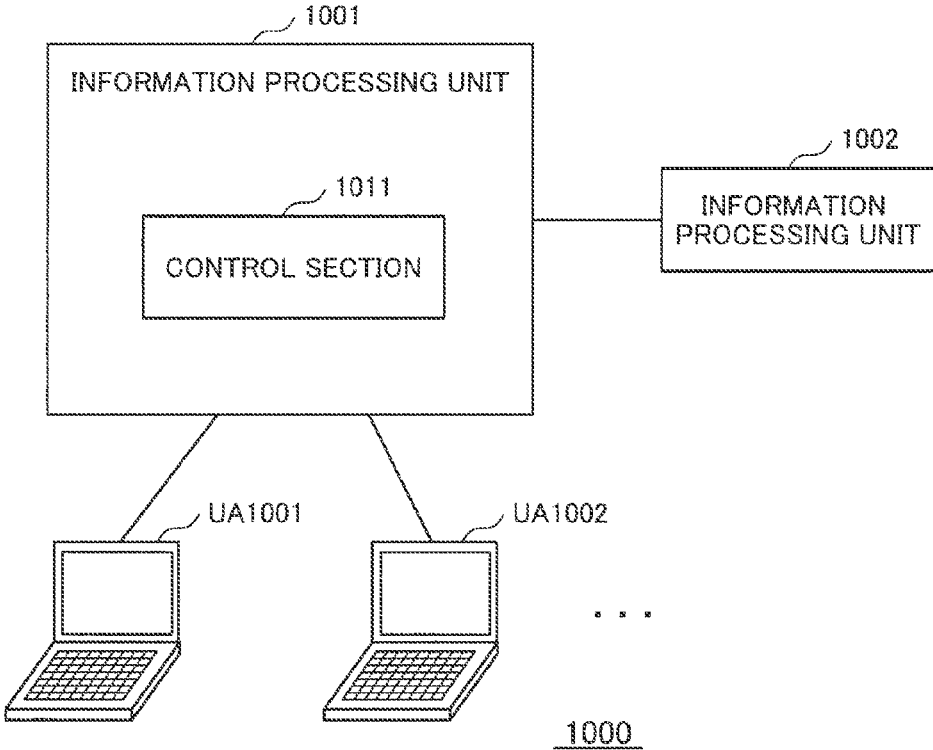 1001
INFORMATION PROCESSING UNIT
1002
INFORMATION
PROCESSING UNIT
1011
CONTROL SECTION
UA1001
UA1002
. . .
1000